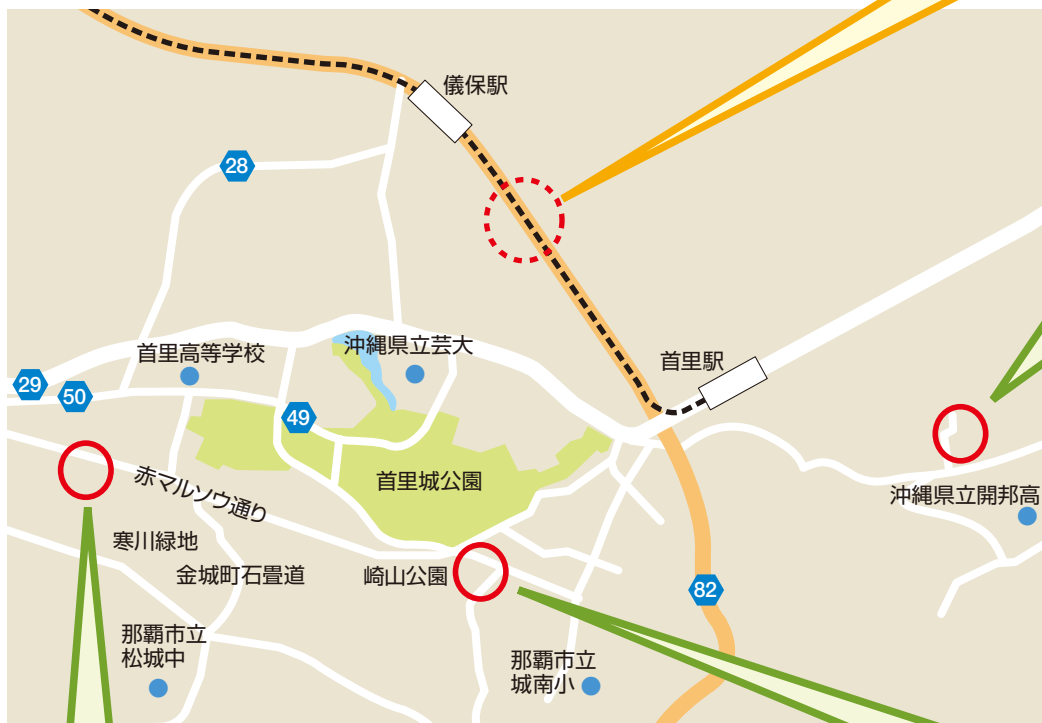 儀保駅
28
首里高等学校
沖縄県立芸大
首里駅
29
50
49
首里城公園
赤マルソウ通り
沖縄県立開邦高
寒川緑地
金城町石畳道
崎山公園
82
那覇市立
松城中
那覇市立
城南小